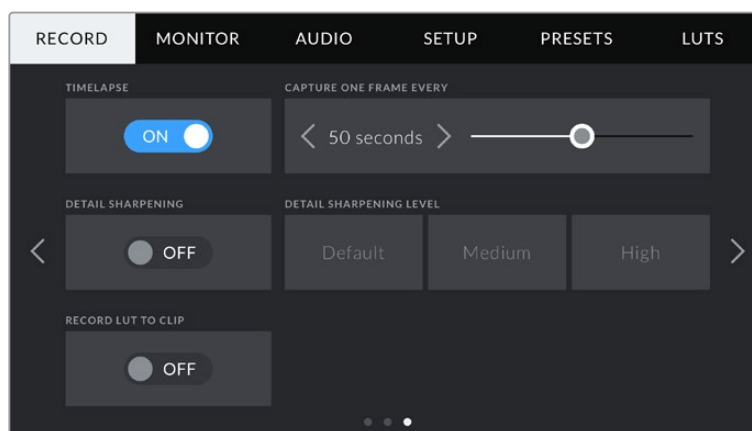 RECORD MONITOR AUDIO SETUP PRESETS LUTS
TIMELAPSE CAPTURE ONE FRAME EVERY
ON 50 seconds
DETAIL SHARPENING DETAIL SHARPENING LEVEL
OFF Default Medium High
RECORD LUT TO CLIP
OFF